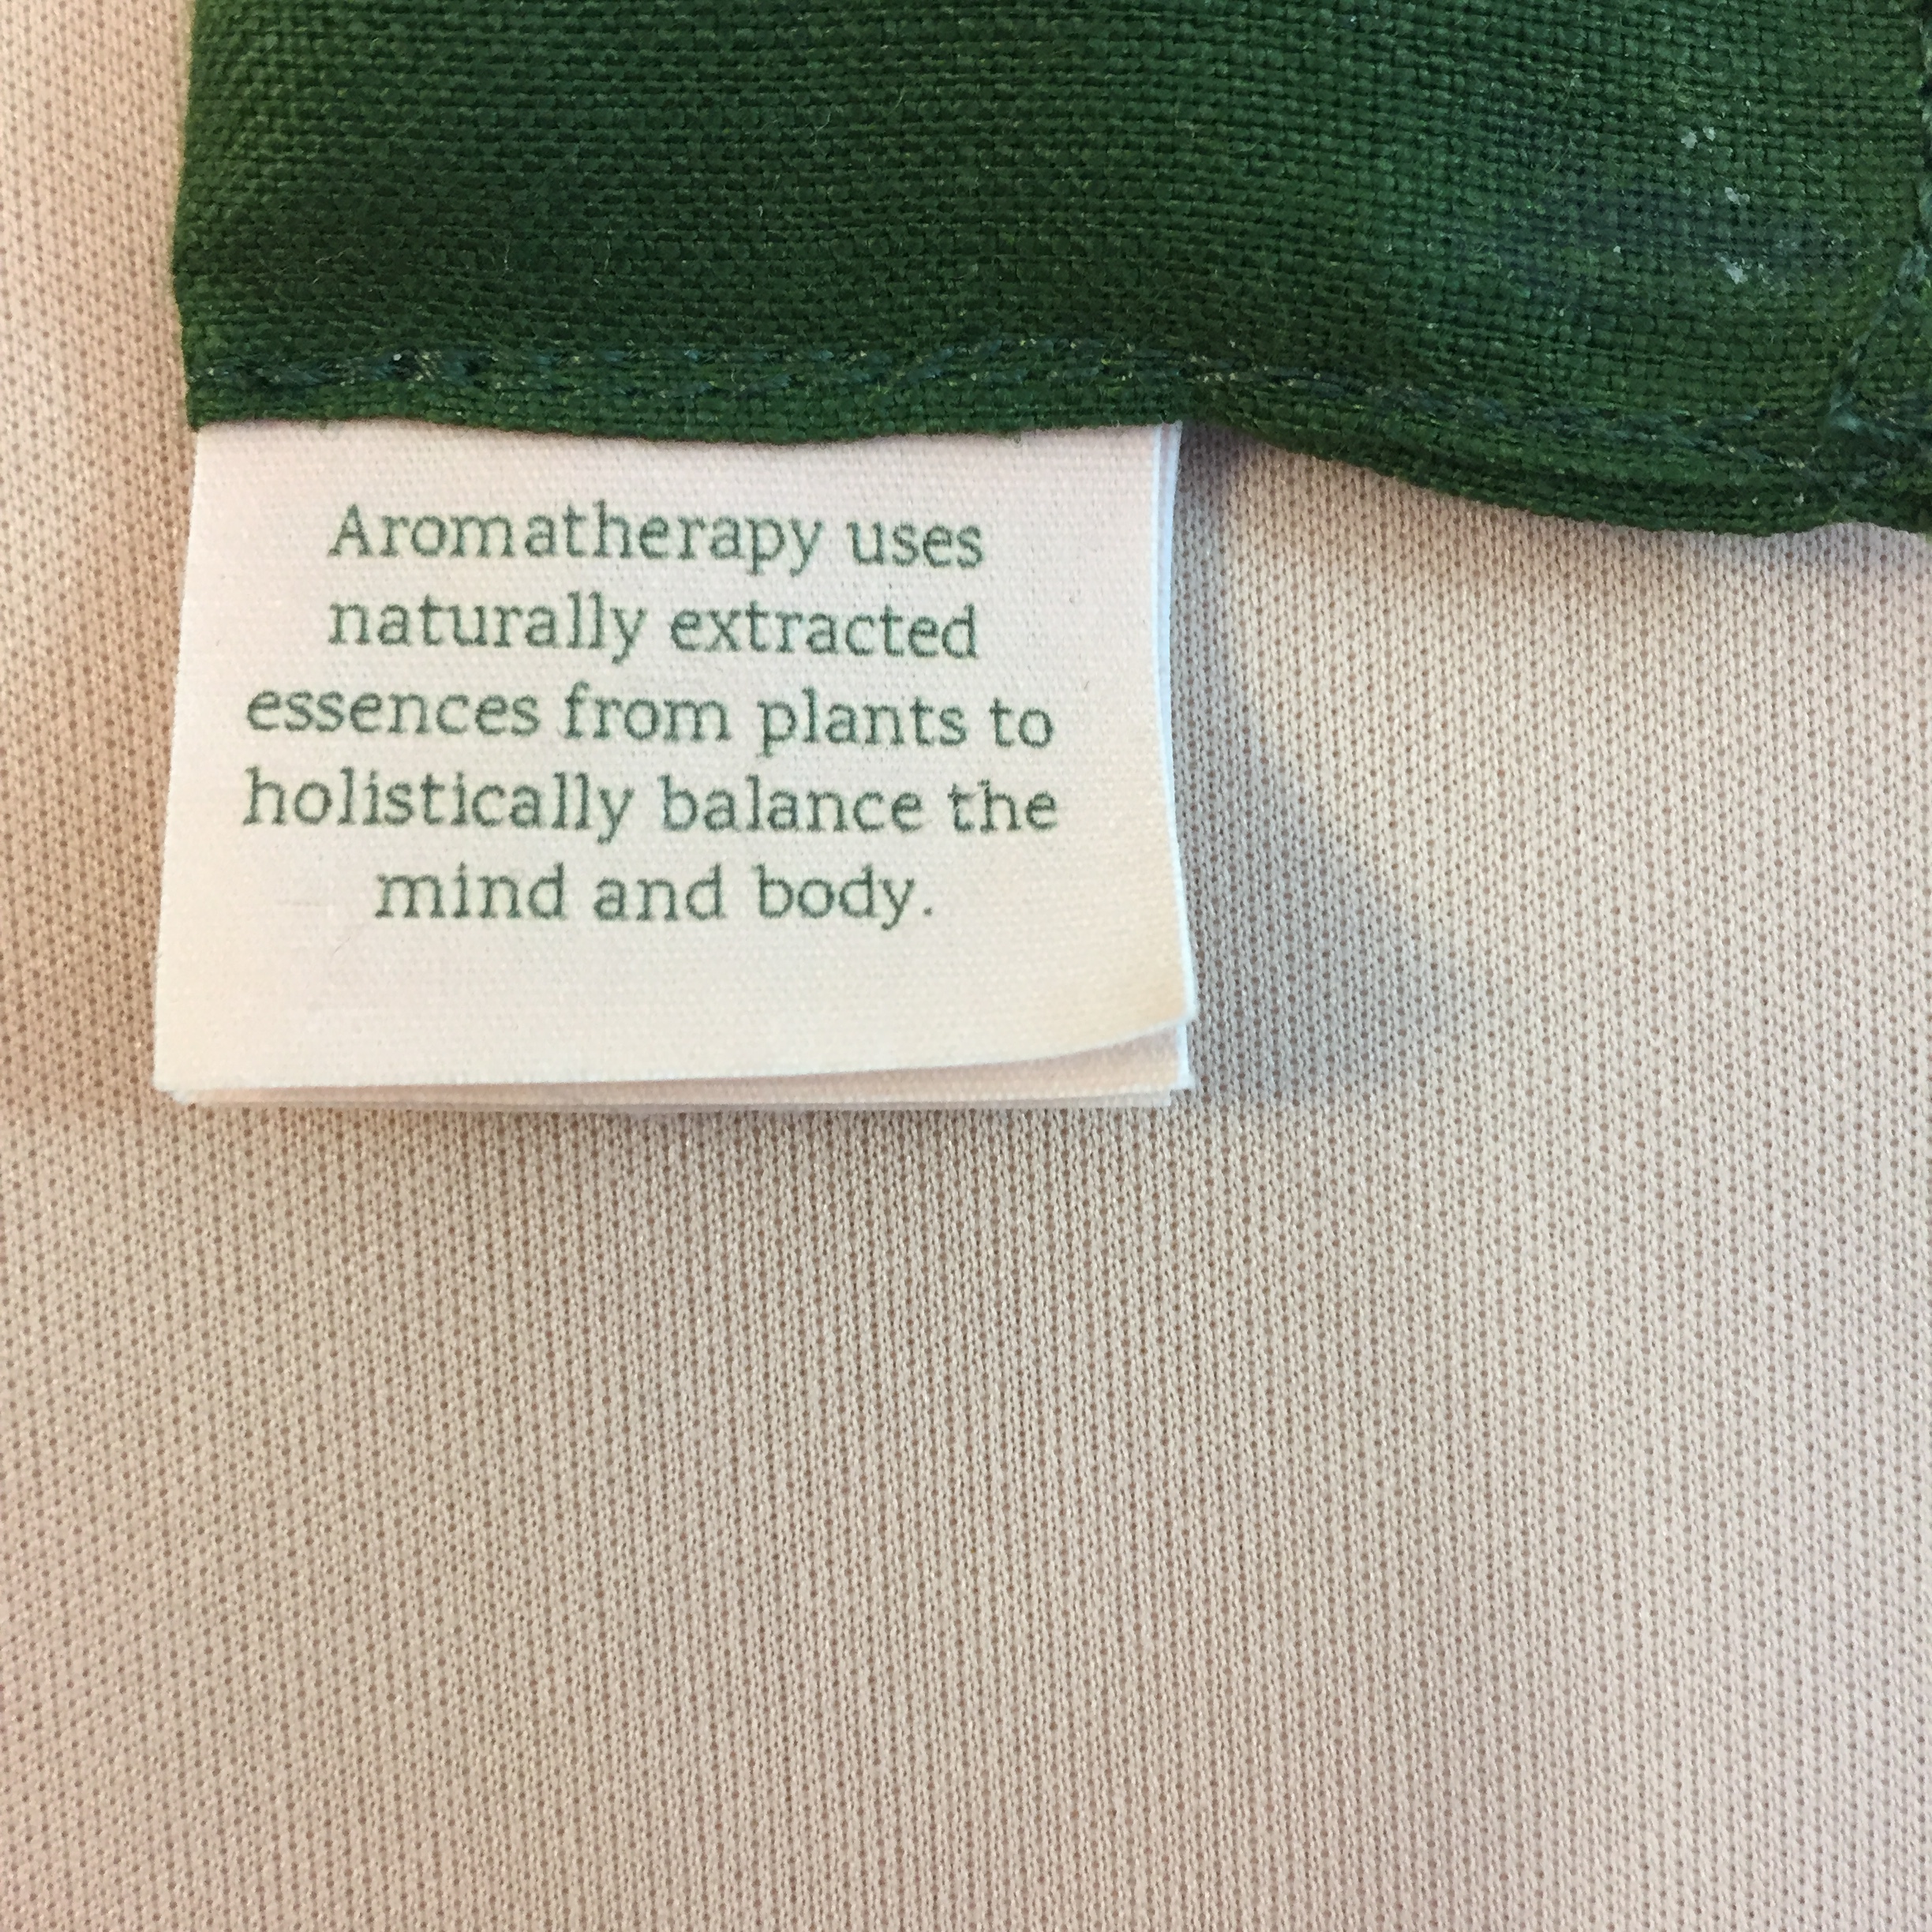 Aromatherapy uses
naturally extracted
essences from plants to
holistically balance the
mind and body.